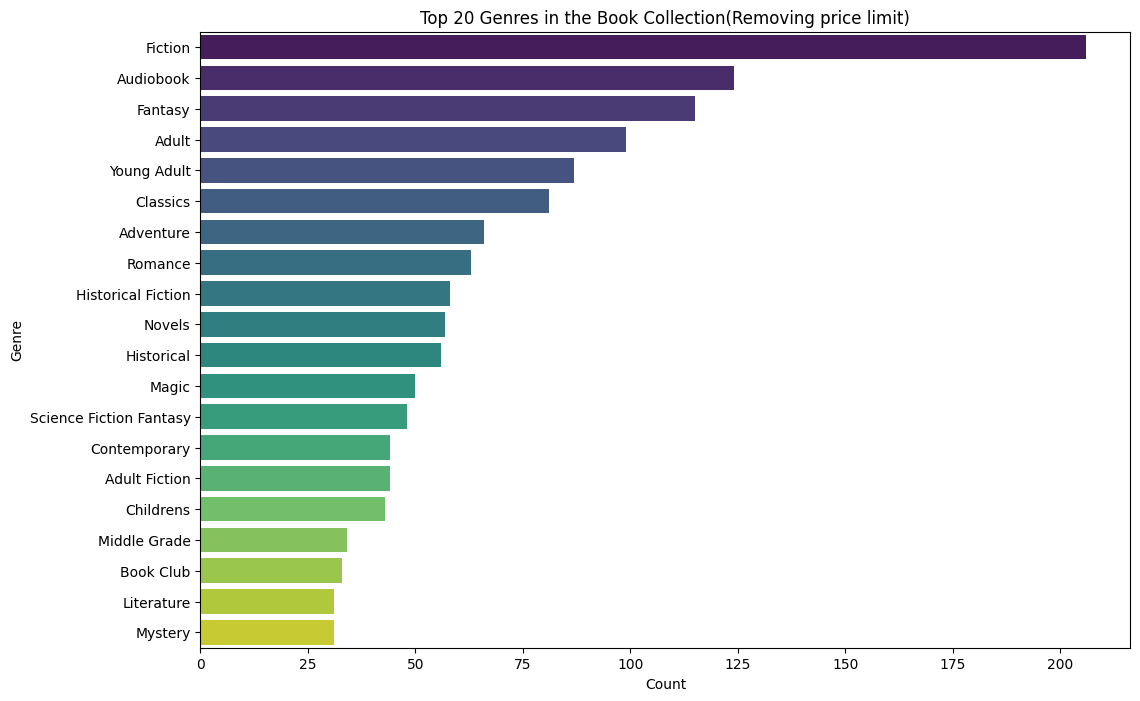 Top 20 Genres in the Book Collection(Removing price limit)
Fiction
Audiobook
Fantasy
Adult
Young Adult
Classics
Adventure
Romance
Historical Fiction
Novels
Historical
Magic
Science Fiction Fantasy
Contemporary
Adult Fiction
Childrens
Middle Grade
Book Club
Literature
Mystery
Genre
0 25 50 75 100 125 150 175 200
Count